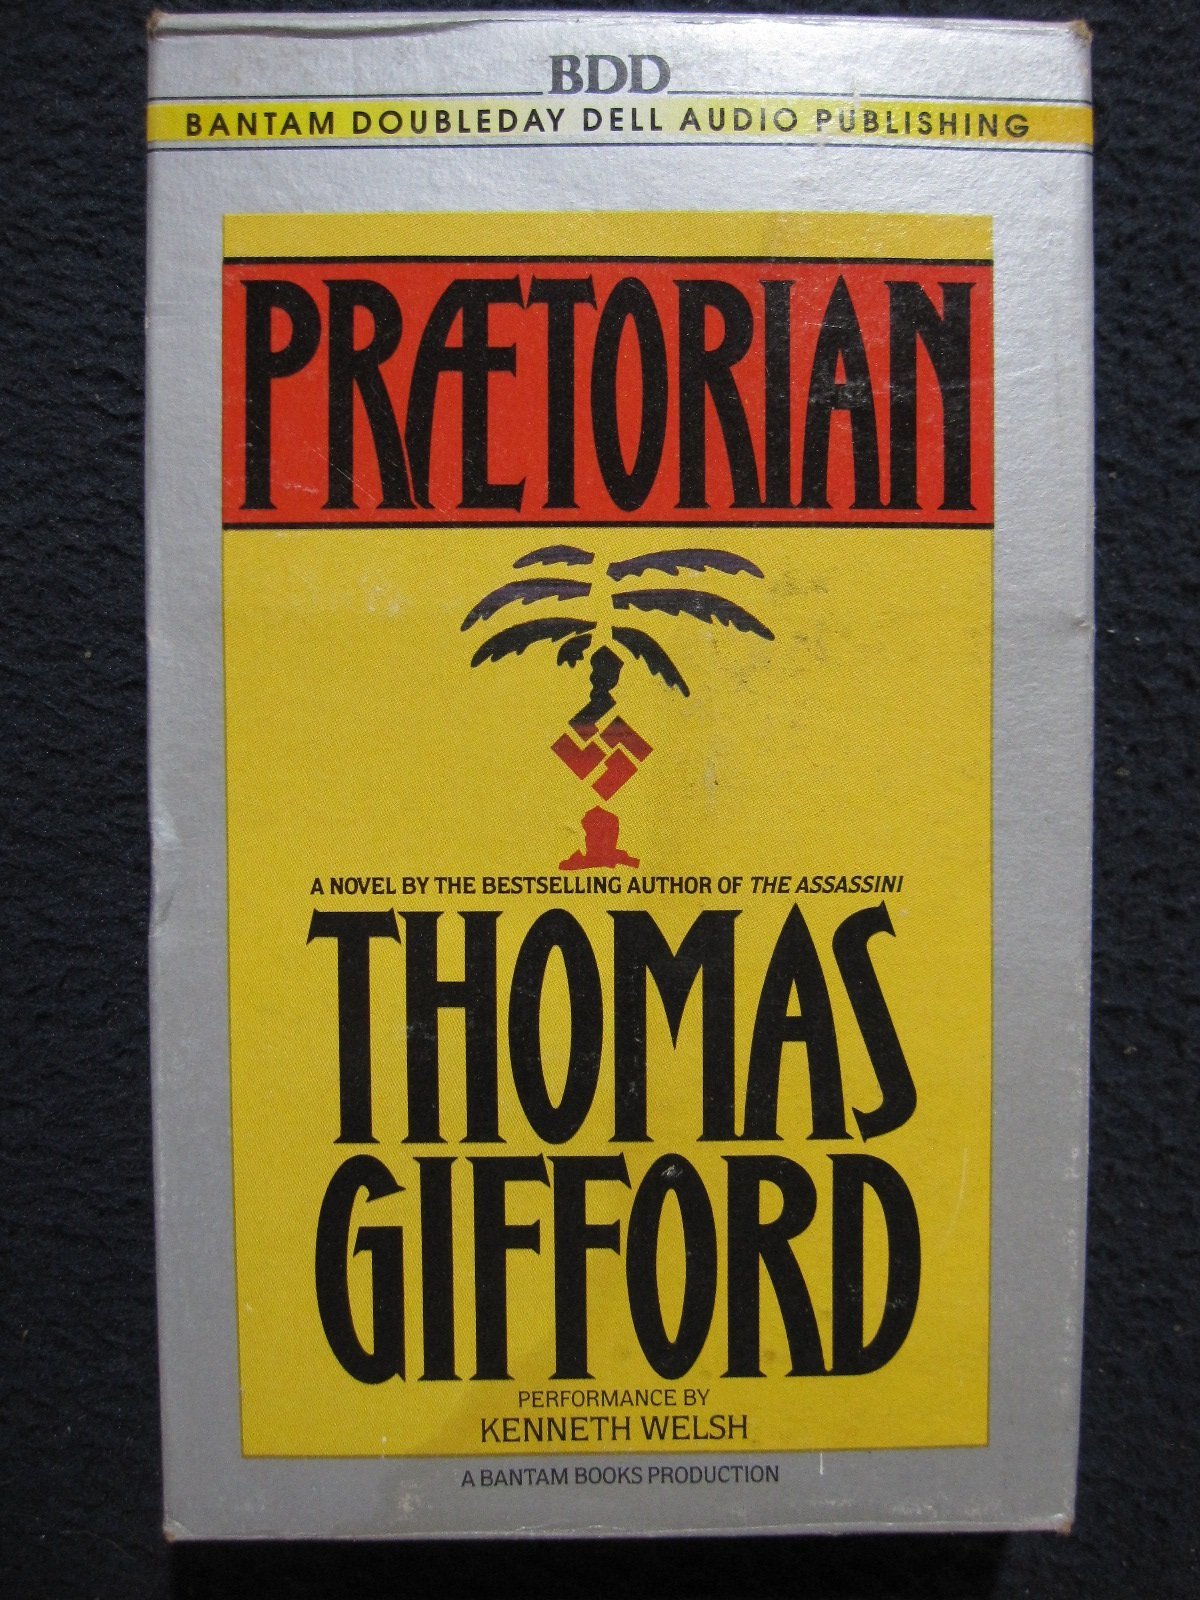 BDD
BANTAM DOUBLEDAY DELL AUDIO PUBLISHING
PRÆTORIAN
A NOVEL BY THE BESTSELLING AUTHOR OF THE ASSASSINI
THOMAS
GIFFORD
PERFORMANCE BY
KENNETH WELSH
A BANTAM BOOKS PRODUCTION